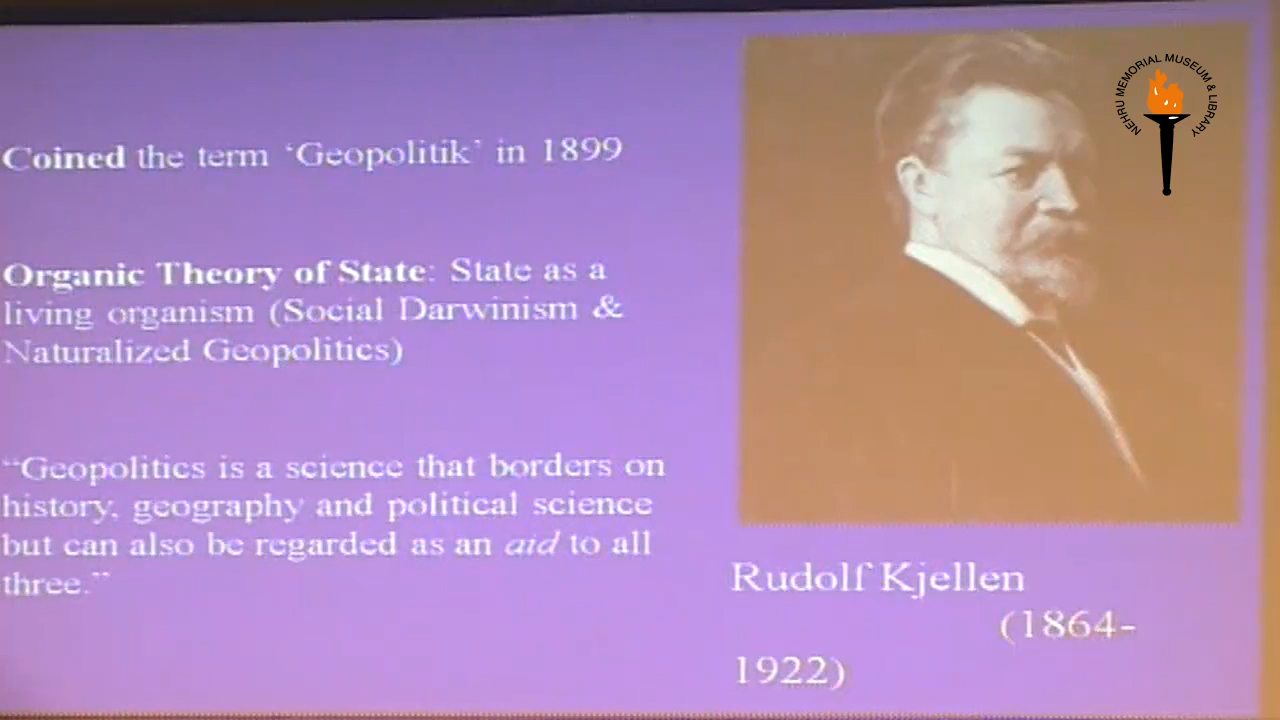 Coined the term ‘Geopolitik’ in 1899
Organic Theory of State: State as a
living organism (Social Darwinism &
Naturalized Geopolitics)
“Geopolitics is a science that borders on
history, geography and political science
but can also be regarded as an aid to all
three.”
NEHRU MEMORIAL MUSEUM & LIBRARY
Rudolf Kjellen
(1864-
1922)